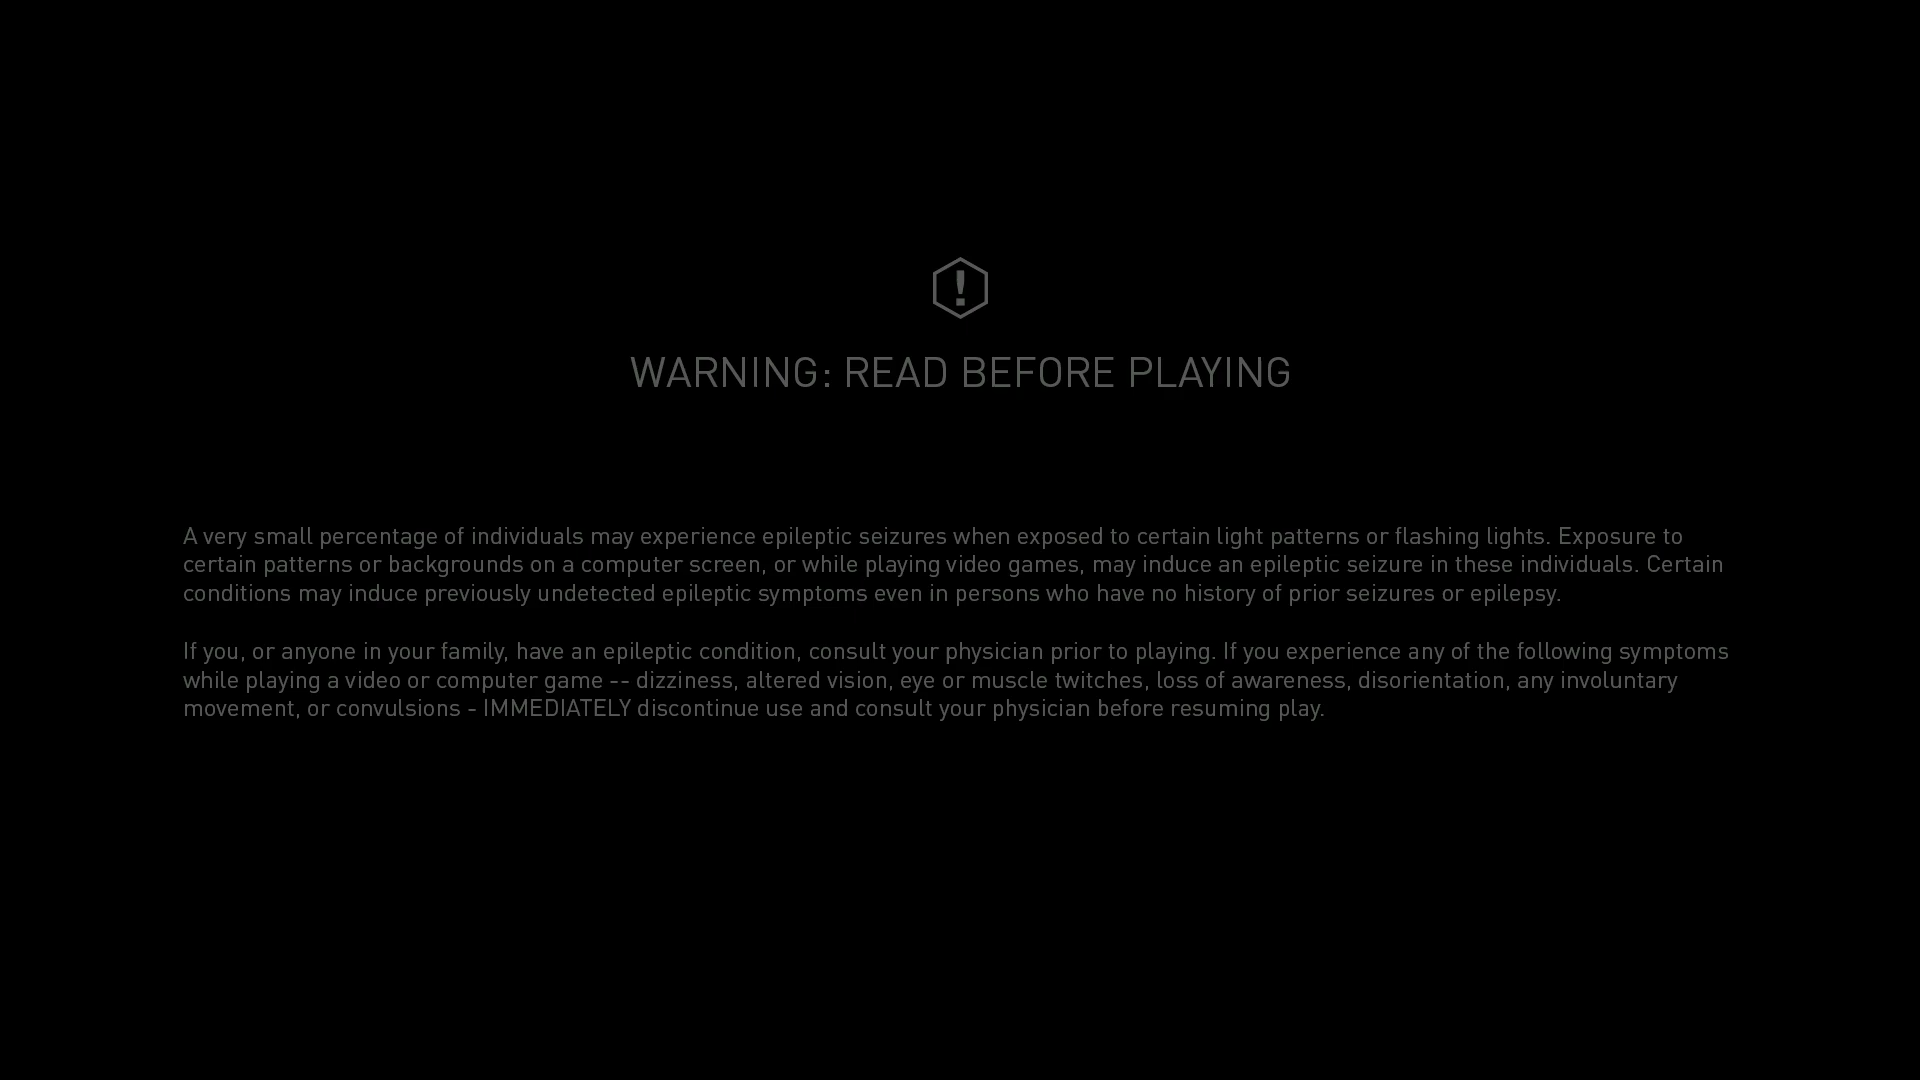 WARNING: READ BEFORE PLAYING
A very small percentage of individuals may experience epileptic seizures when exposed to certain light patterns or flashing lights. Exposure to
certain patterns or backgrounds on a computer screen, or while playing video games, may induce an epileptic seizure in these individuals. Certain
conditions may induce previously undetected epileptic symptoms even in persons who have no history of prior seizures or epilepsy.
If you, or anyone in your family, have an epileptic condition, consult your physician prior to playing. If you experience any of the following symptoms
while playing a video or computer game -- dizziness, altered vision, eye or muscle twitches, loss of awareness, disorientation, any involuntary
movement, or convulsions - IMMEDIATELY discontinue use and consult your physician before resuming play.